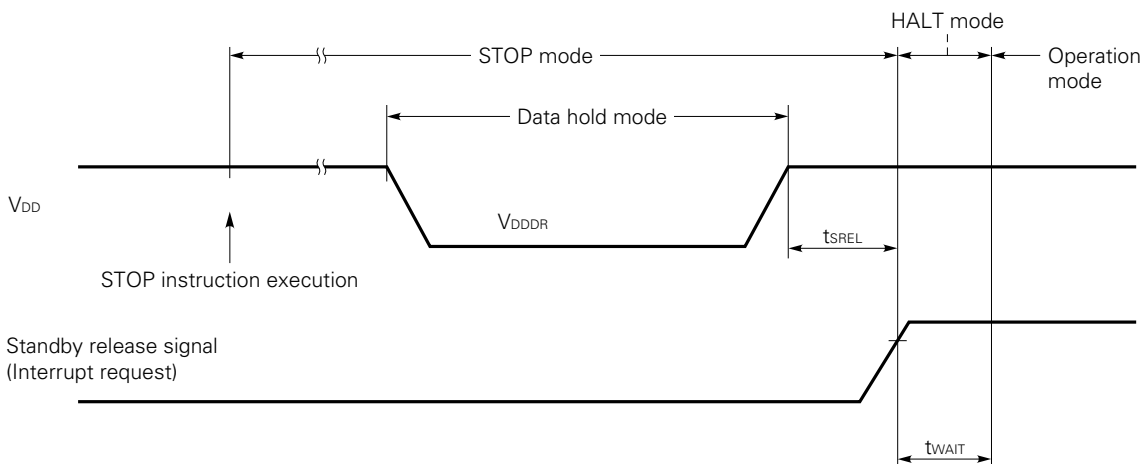 HALT mode
STOP mode
Operation
mode
Data hold mode
VDD
VDDDR
tSREL
STOP instruction execution
Standby release signal
(Interrupt request)
tWAIT